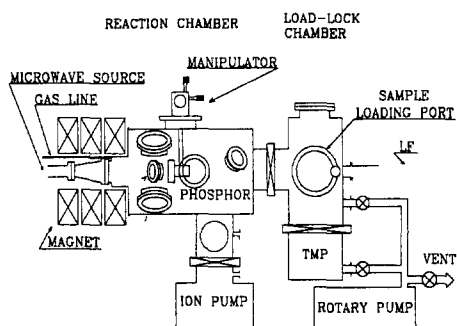 REACTION CHAMBER
LOAD-LOCK
CHAMBER
MANIPULATOR
MICROWAVE SOURCE
GAS LINE
SAMPLE
LOADING PORT
LF
PHOSPHOR
MAGNET
TMP
VENT
ION PUMP
ROTARY PUMP